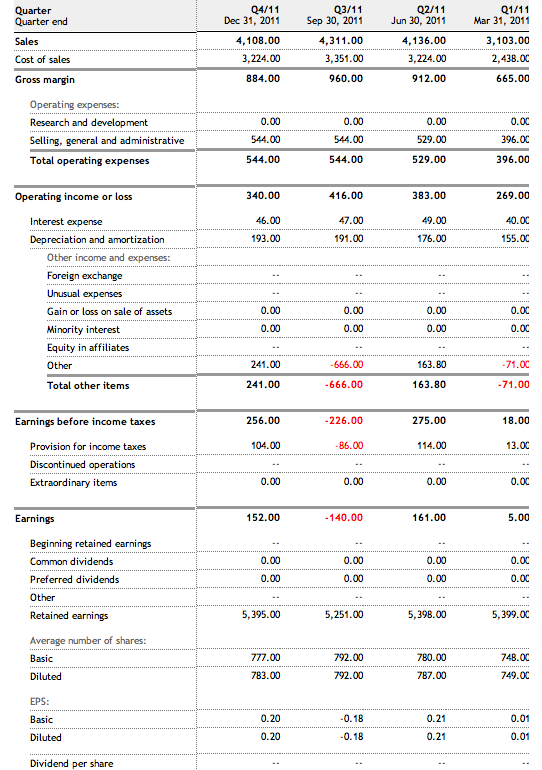 Quarter Q4/11 Q3/11 Q2/11 Q1/11
Quarter end Dec 31, 2011 Sep 30, 2011 Jun 30, 2011 Mar 31, 2011
Sales 4,108.00 4,311.00 4,136.00 3,103.00
Cost of sales 3,224.00 3,351.00 3,224.00 2,438.00
Gross margin 884.00 960.00 912.00 665.00
Operating expenses:
Research and development 0.00 0.00 0.00 0.00
Selling, general and administrative 544.00 544.00 529.00 396.00
Total operating expenses 544.00 544.00 529.00 396.00
Operating income or loss 340.00 416.00 383.00 269.00
Interest expense 46.00 47.00 49.00 40.00
Depreciation and amortization 193.00 191.00 176.00 155.00
Other income and expenses:
Foreign exchange -- -- -- --
Unusual expenses -- -- -- --
Gain or loss on sale of assets 0.00 0.00 0.00 0.00
Minority interest 0.00 0.00 0.00 0.00
Equity in affiliates -- -- -- --
Other 241.00 -666.00 163.80 -71.00
Total other items 241.00 -666.00 163.80 -71.00
Earnings before income taxes 256.00 -226.00 275.00 18.00
Provision for income taxes 104.00 -86.00 114.00 13.00
Discontinued operations -- -- -- --
Extraordinary items 0.00 0.00 0.00 0.00
Earnings 152.00 -140.00 161.00 5.00
Beginning retained earnings -- -- -- --
Common dividends 0.00 0.00 0.00 0.00
Preferred dividends 0.00 0.00 0.00 0.00
Other -- -- -- --
Retained earnings 5,395.00 5,251.00 5,398.00 5,399.00
Average number of shares:
Basic 777.00 792.00 780.00 748.00
Diluted 783.00 792.00 787.00 749.00
EPS:
Basic 0.20 -0.18 0.21 0.01
Diluted 0.20 -0.18 0.21 0.01
Dividend per share -- -- -- --